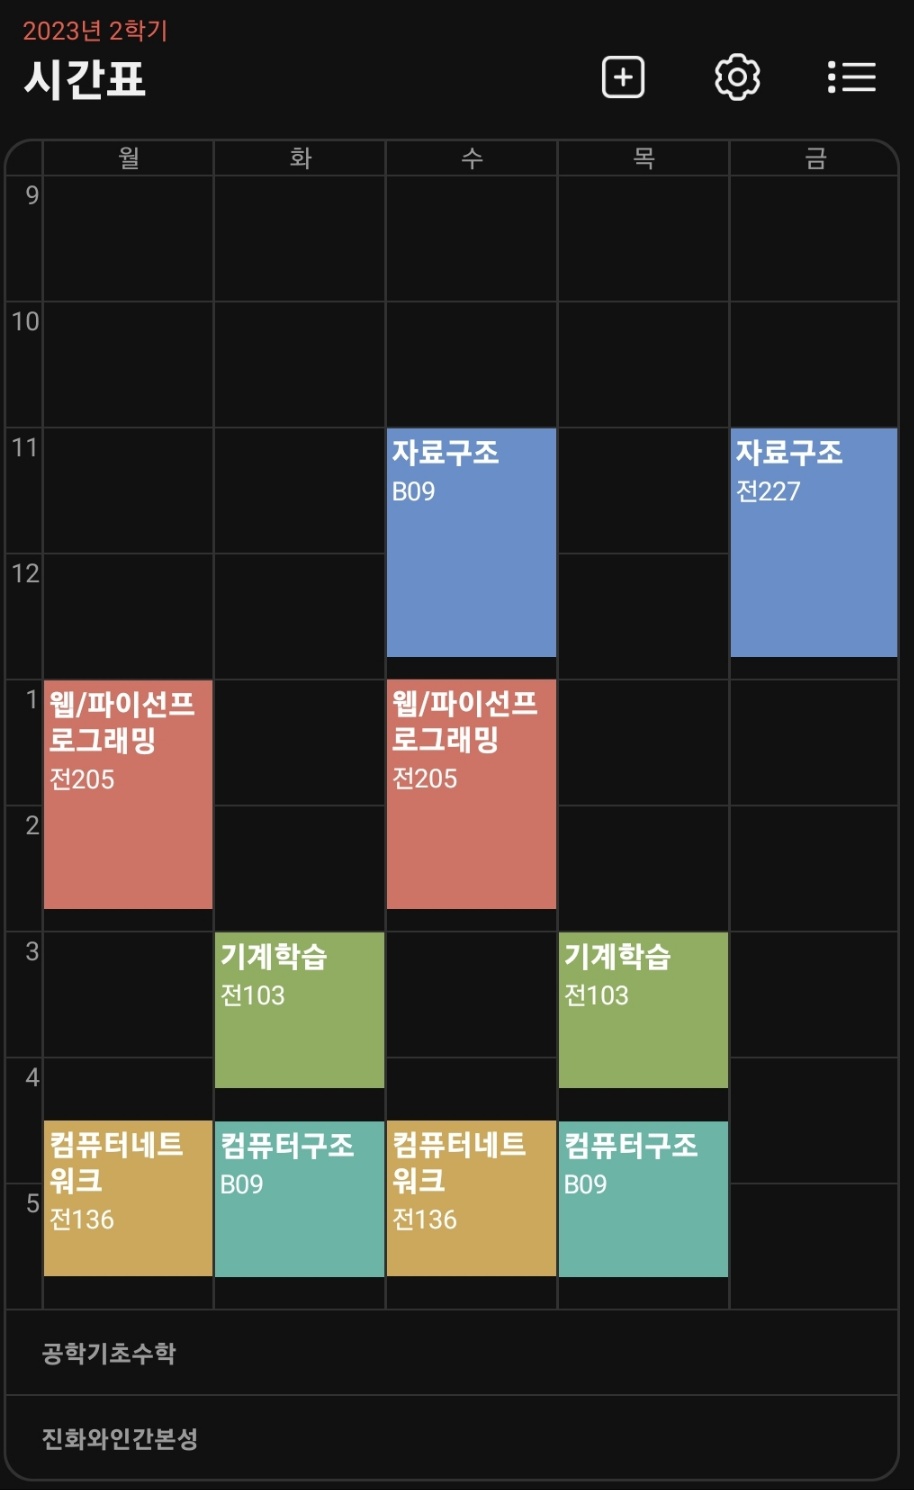 2023년 2학기
시간표
월 화 수 목 금
9
10
11
자료구조
B09
자료구조
전227
12
1
웹/파이선프
로그래밍
전205
웹/파이선프
로그래밍
전205
2
3
기계학습
전103
기계학습
전103
4
컴퓨터네트
워크
전136
컴퓨터구조
B09
컴퓨터네트
워크
전136
컴퓨터구조
B09
5
공학기초수학
진화와인간본성